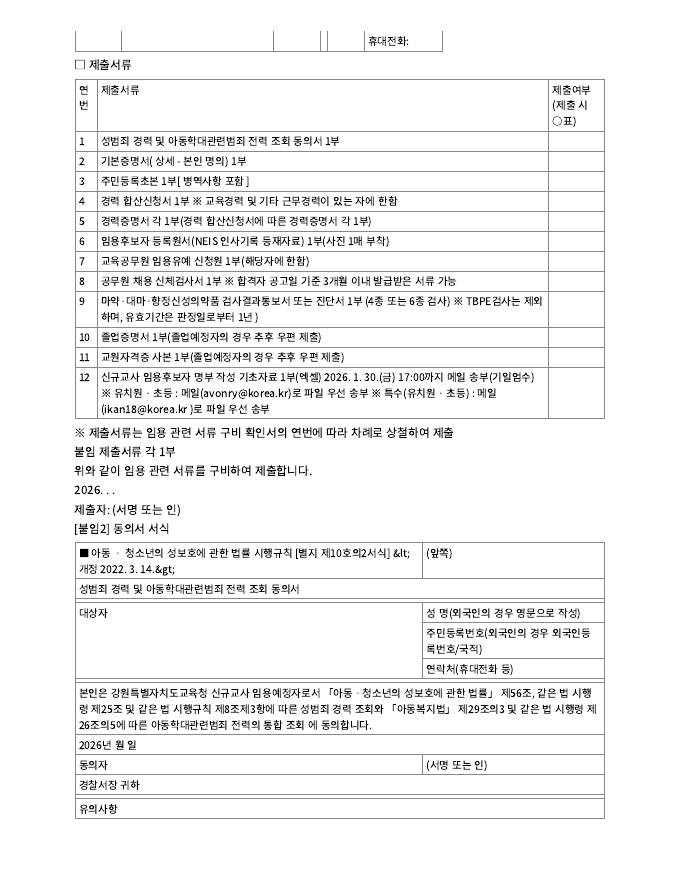 휴대전화:
□ 제출서류
연번 제출서류 제출여부 (제출 시 ○표)
1 성범죄 경력 및 아동학대관련범죄 전력 조회 동의서 1부
2 기본증명서( 상세 - 본인 명의) 1부
3 주민등록초본 1부[ 병역사항 포함 ]
4 경력 합산신청서 1부 ※ 교육경력 및 기타 근무경력이 있는 자에 한함
5 경력증명서 각 1부(경력 합산신청서에 따른 경력증명서 각 1부)
6 임용후보자 등록원서(NEIS 인사기록 등재자료) 1부(사진 1매 부착)
7 교육공무원 임용유예 신청원 1부(해당자에 한함)
8 공무원 채용 신체검사서 1부 ※ 합격자 공고일 기준 3개월 이내 발급받은 서류 가능
9 마약·대마·향정신성의약품 검사결과통보서 또는 진단서 1부 (4종 또는 6종 검사) ※ TBPE검사는 제외
하며, 유효기간은 판정일로부터 1년 )
10 졸업증명서 1부(졸업예정자의 경우 추후 우편 제출)
11 교원자격증 사본 1부(졸업예정자의 경우 추후 우편 제출)
12 신규교사 임용후보자 명부 작성 기초자료 1부(엑셀) 2026. 1. 30.(금) 17:00까지 메일 송부(기일엄수)
※ 유치원ㆍ초등 : 메일(avonry@korea.kr)로 파일 우선 송부 ※ 특수(유치원ㆍ초등) : 메일
(ikan18@korea.kr )로 파일 우선 송부
※ 제출서류는 임용 관련 서류 구비 확인서의 연번에 따라 차례로 상철하여 제출
붙임 제출서류 각 1부
위와 같이 임용 관련 서류를 구비하여 제출합니다.
2026. . .
제출자: (서명 또는 인)
[붙임2] 동의서 서식
■ 아동ㆍ청소년의 성보호에 관한 법률 시행규칙 [별지 제10호의2서식] &lt;
개정 2022. 3. 14.&gt;
(앞쪽)
성범죄 경력 및 아동학대관련범죄 전력 조회 동의서
대상자
성 명(외국인의 경우 영문으로 작성)
주민등록번호(외국인의 경우 외국인등
록번호/국적)
연락처(휴대전화 등)
본인은 강원특별자치도교육청 신규교사 임용예정자로서 「아동ㆍ청소년의 성보호에 관한 법률」 제56조, 같은 법 시행
령 제25조 및 같은 법 시행규칙 제8조제3항에 따른 성범죄 경력 조회와 「아동복지법」 제29조의3 및 같은 법 시행령 제
26조의5에 따른 아동학대관련범죄 전력의 통합 조회 에 동의합니다.
2026년 월 일
동의자 (서명 또는 인)
경찰서장 귀하
유의사항